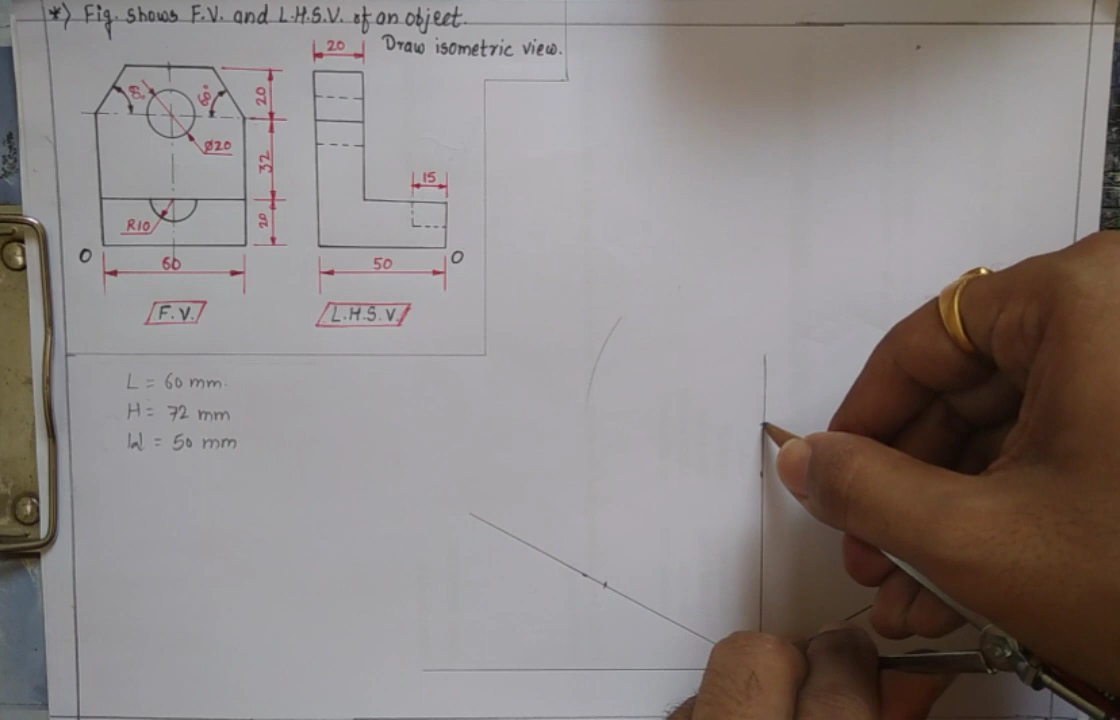 *) Fig. shows F.V. and L.H.S.V. of an object.
Draw isometric view.
20
60°
60°
Ø20
R10
20
32
20
15
O
60
50
O
F.V.
L.H.S.V.
L = 60 mm.
H = 72 mm
W = 50 mm